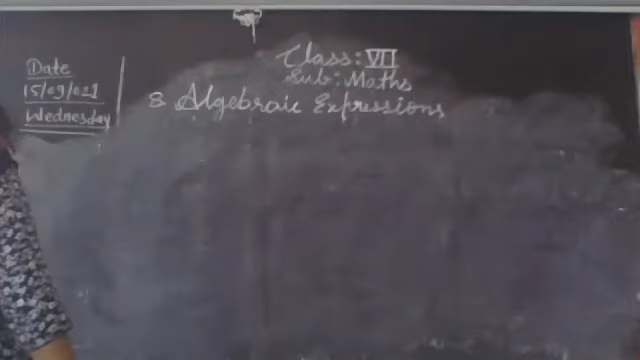 Class: VII
Sub: Maths
Date
15/09/021
Wednesday
8 Algebraic Expressions